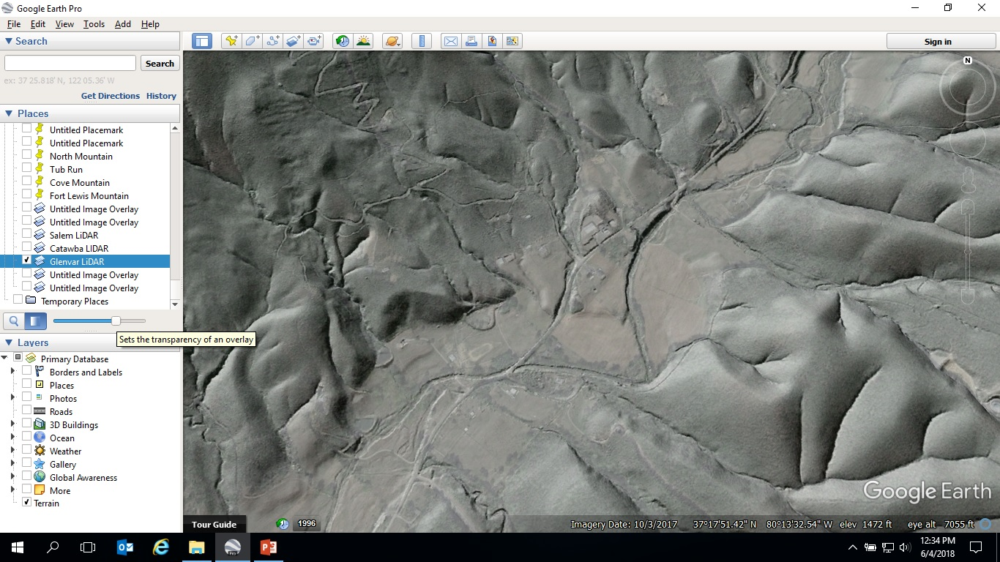 Google Earth Pro
File Edit View Tools Add Help
Search
Sign in
Search
ex: 37 25.818' N, 122 05.36' W
Get Directions History
Places
Untitled Placemark
Untitled Placemark
North Mountain
Tub Run
Cove Mountain
Fort Lewis Mountain
Untitled Image Overlay
Untitled Image Overlay
Salem LiDAR
Catawba LIDAR
Glenvar LiDAR
Untitled Image Overlay
Untitled Image Overlay
Temporary Places
Sets the transparency of an overlay
Layers
Primary Database
Borders and Labels
Places
Photos
Roads
3D Buildings
Ocean
Weather
Gallery
Global Awareness
More
Terrain
N
Google Earth
Tour Guide
1996
Imagery Date: 10/3/2017 37°17'51.42" N 80°13'32.54" W elev 1472 ft eye alt 7055 ft
12:34 PM
6/4/2018